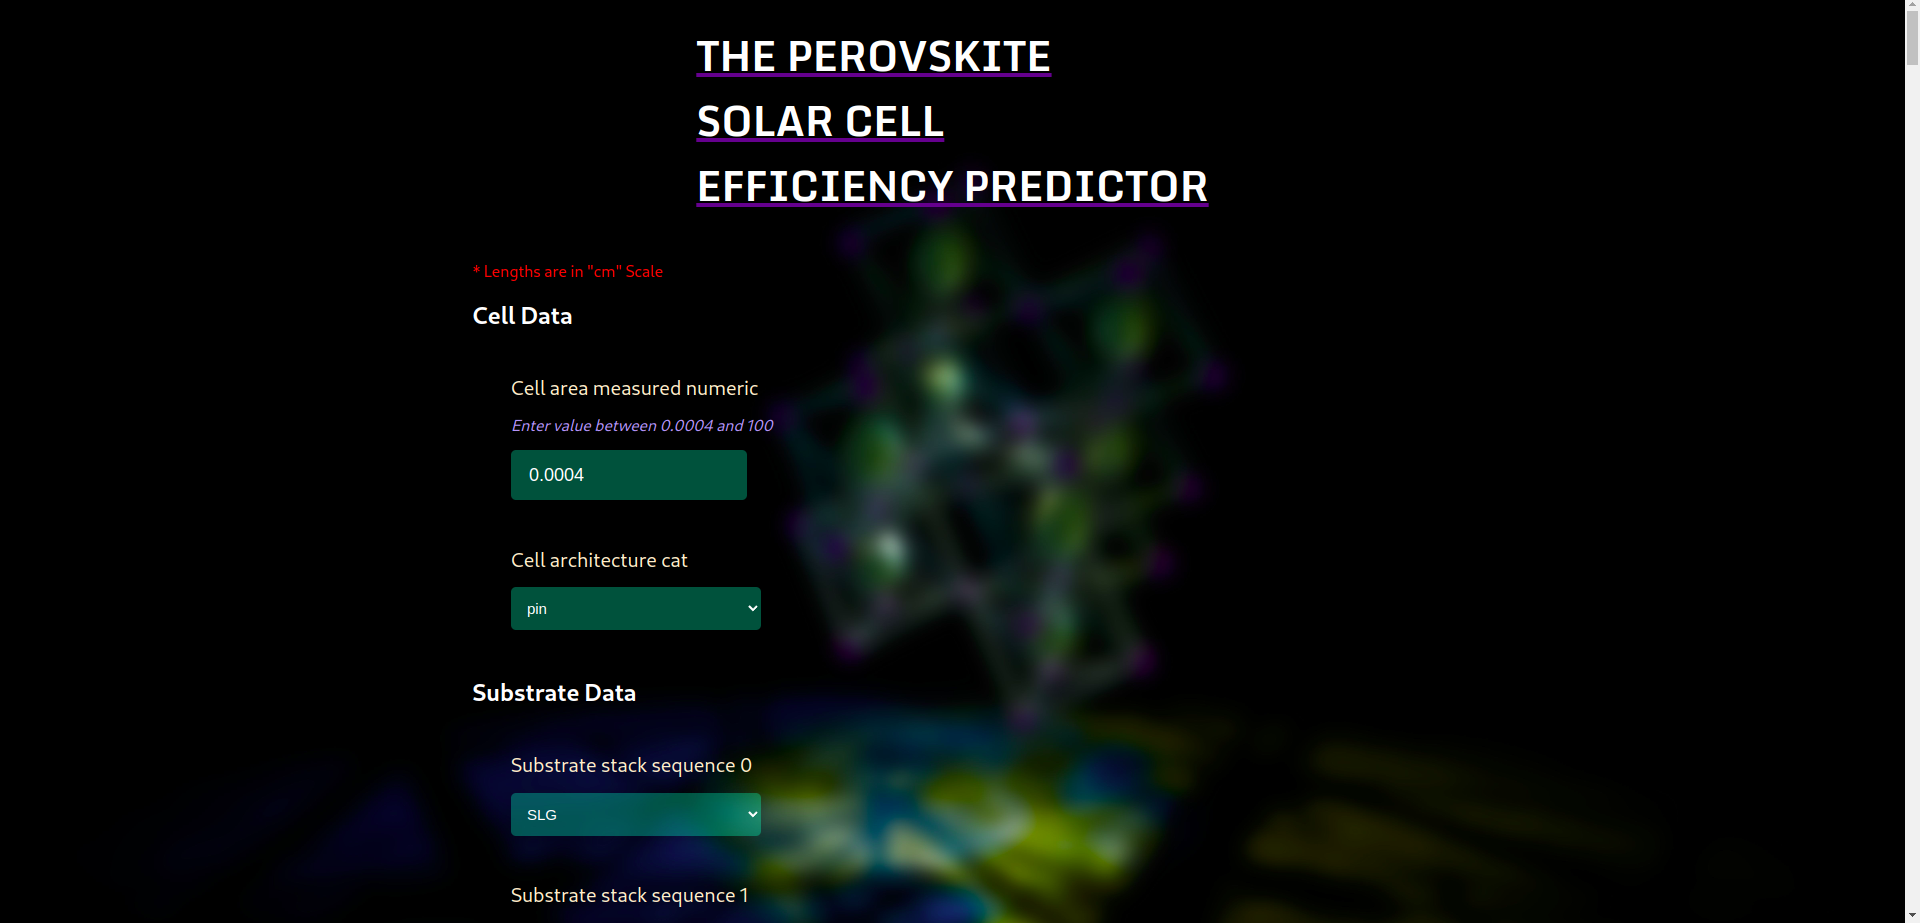 THE PEROVSKITE
SOLAR CELL
EFFICIENCY PREDICTOR
* Lengths are in "cm" Scale
Cell Data
Cell area measured numeric
Enter value between 0.0004 and 100
0.0004
Cell architecture cat
pin
Substrate Data
Substrate stack sequence 0
SLG
Substrate stack sequence 1